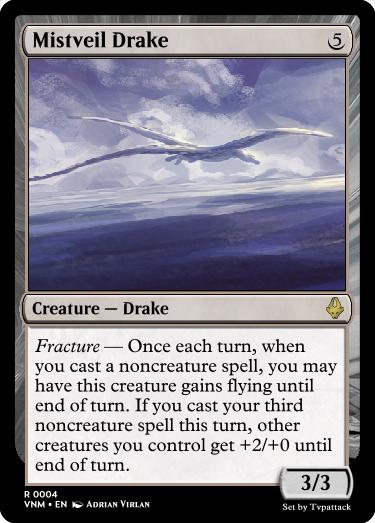 Mistveil Drake 5
Creature — Drake
Fracture — Once each turn, when
you cast a noncreature spell, you may
have this creature gains flying until
end of turn. If you cast your third
noncreature spell this turn, other
creatures you control get +2/+0 until
end of turn.
3/3
R 0004
VNM • EN Adrian Virlan
Set by Tvpattack